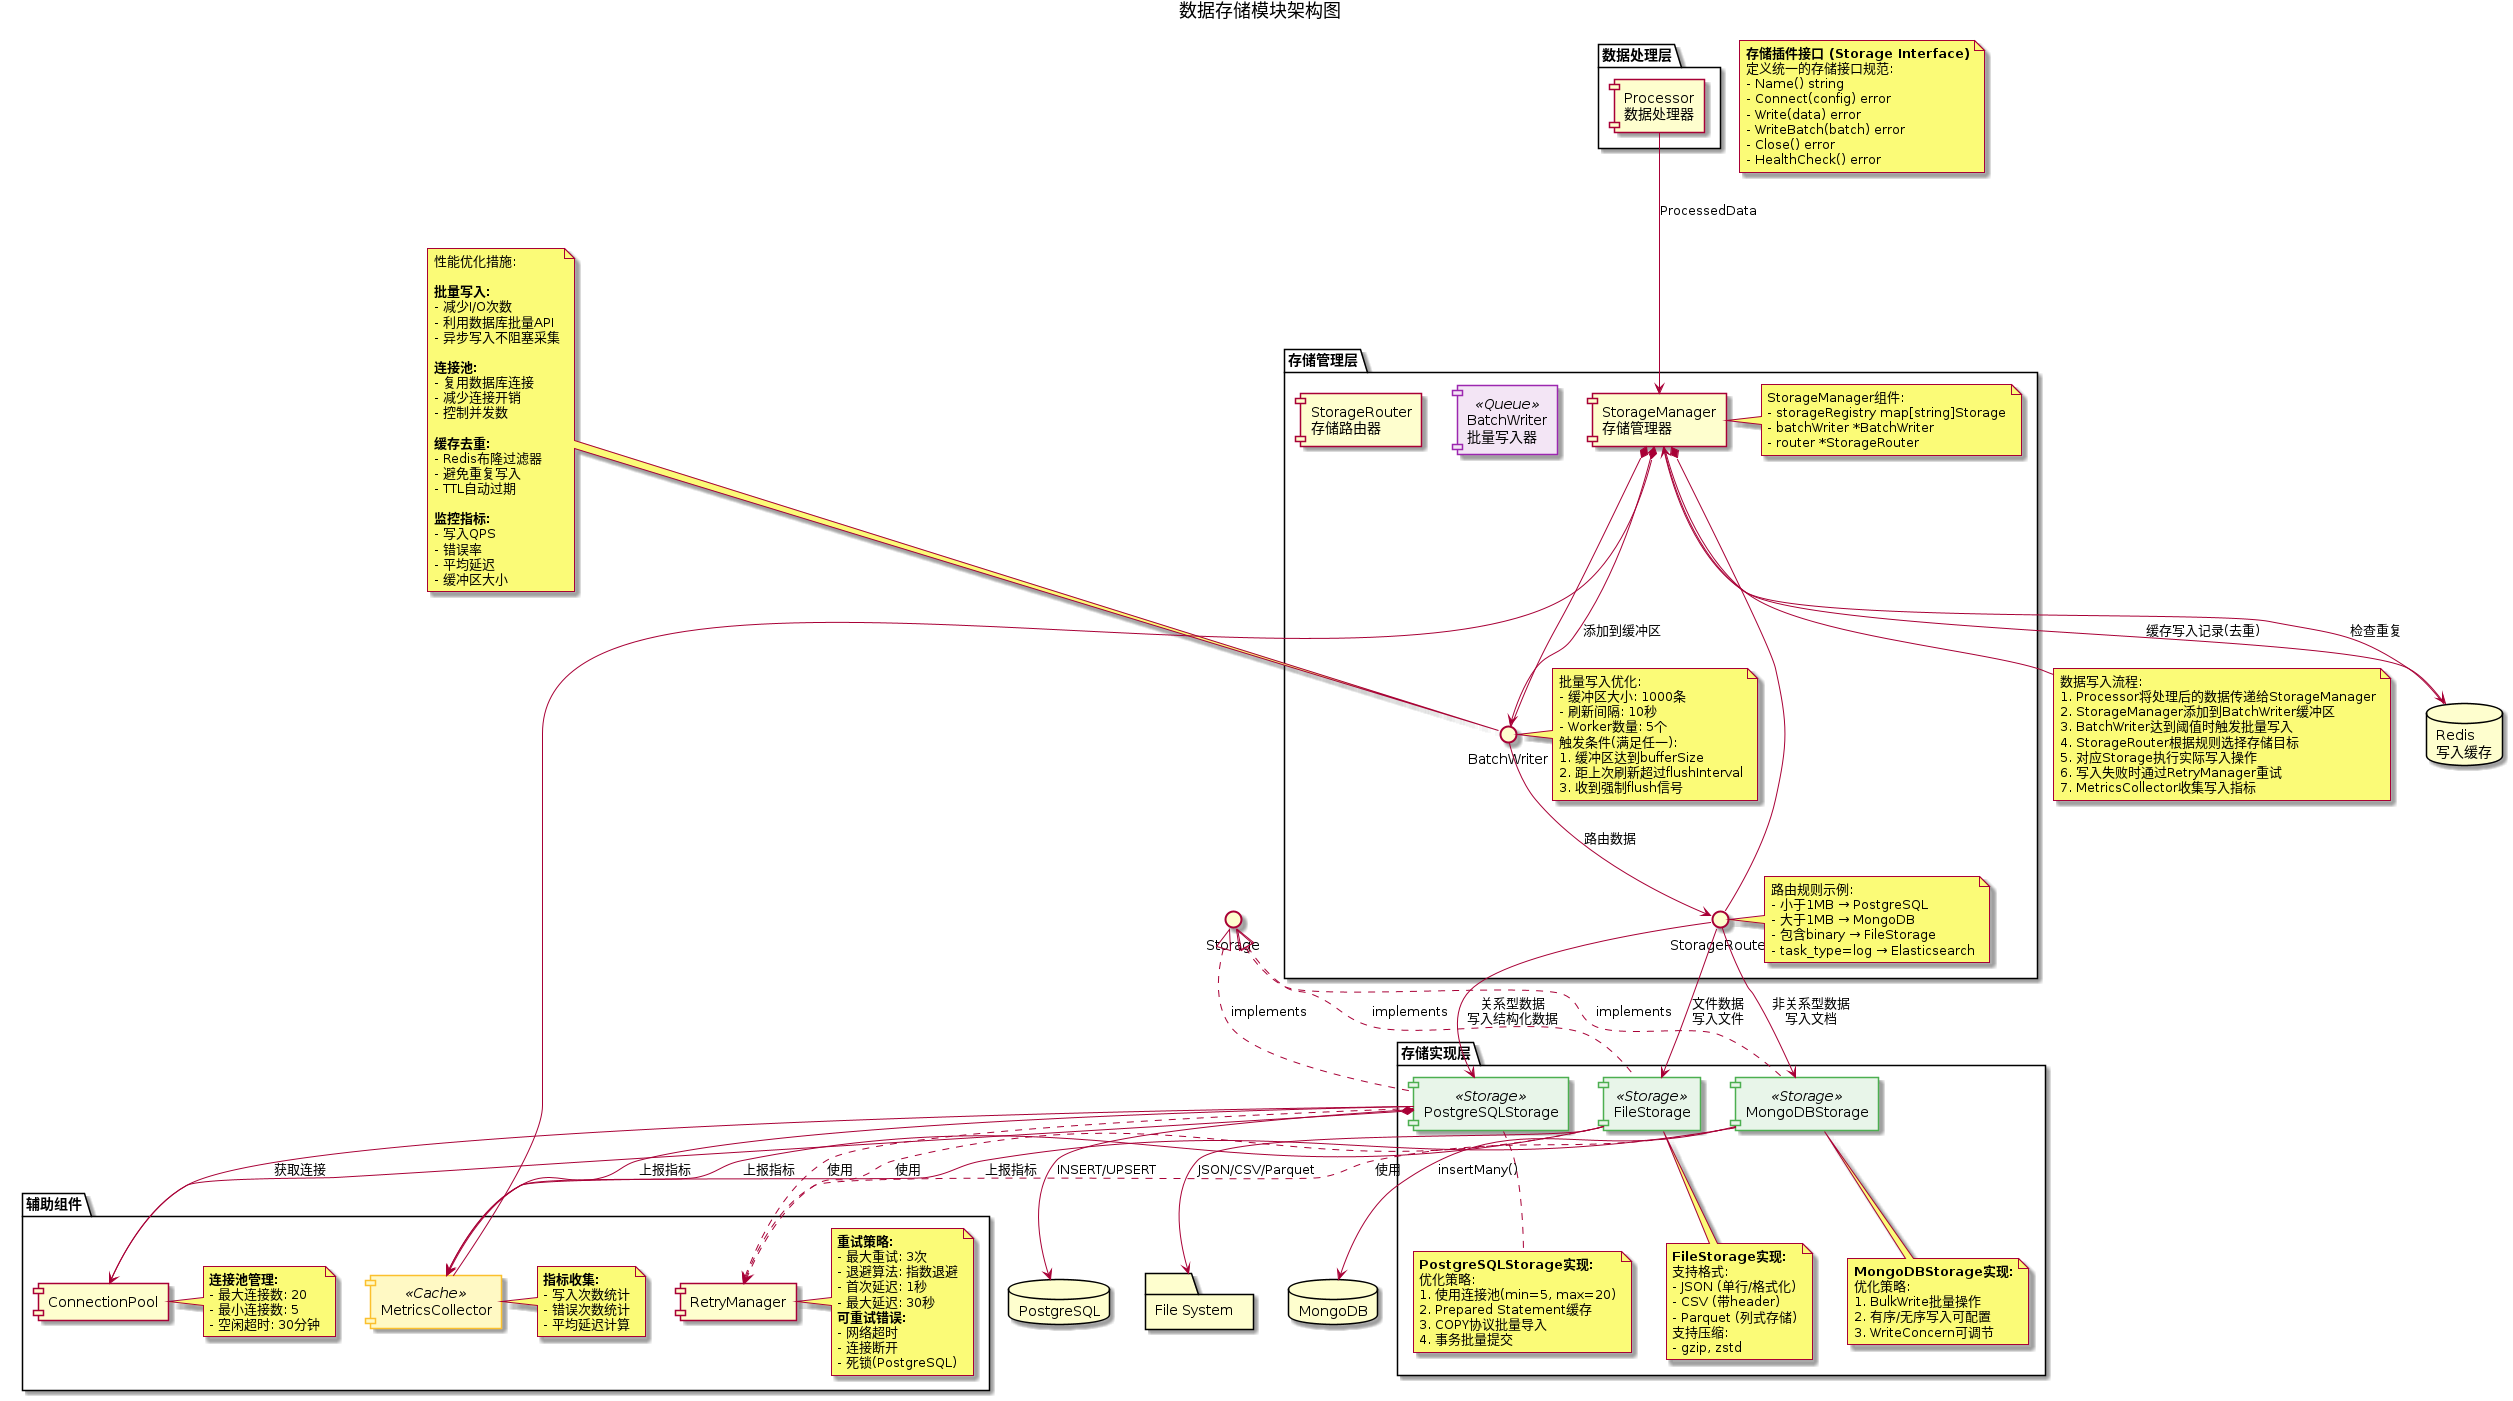 数据存储模块架构图
数据处理层
Processor
数据处理器
存储插件接口 (Storage Interface)
定义统一的存储接口规范:
- Name() string
- Connect(config) error
- Write(data) error
- WriteBatch(batch) error
- Close() error
- HealthCheck() error
ProcessedData
性能优化措施:
批量写入:
- 减少I/O次数
- 利用数据库批量API
- 异步写入不阻塞采集
连接池:
- 复用数据库连接
- 减少连接开销
- 控制并发数
缓存去重:
- Redis布隆过滤器
- 避免重复写入
- TTL自动过期
监控指标:
- 写入QPS
- 错误率
- 平均延迟
- 缓冲区大小
存储管理层
StorageRouter
存储路由器
«Queue»
BatchWriter
批量写入器
StorageManager
存储管理器
StorageManager组件:
- storageRegistry map[string]Storage
- batchWriter *BatchWriter
- router *StorageRouter
添加到缓冲区
缓存写入记录(去重)
检查重复
BatchWriter
批量写入优化:
- 缓冲区大小: 1000条
- 刷新间隔: 10秒
- Worker数量: 5个
触发条件(满足任一):
1. 缓冲区达到bufferSize
2. 距上次刷新超过flushInterval
3. 收到强制flush信号
数据写入流程:
1. Processor将处理后的数据传递给StorageManager
2. StorageManager添加到BatchWriter缓冲区
3. BatchWriter达到阈值时触发批量写入
4. StorageRouter根据规则选择存储目标
5. 对应Storage执行实际写入操作
6. 写入失败时通过RetryManager重试
7. MetricsCollector收集写入指标
Redis
写入缓存
路由数据
Storage
StorageRoute
路由规则示例:
- 小于1MB → PostgreSQL
- 大于1MB → MongoDB
- 包含binary → FileStorage
- task_type=log → Elasticsearch
implements
implements
关系型数据
写入结构化数据
implements
文件数据
写入文件
非关系型数据
写入文档
存储实现层
«Storage»
PostgreSQLStorage
«Storage»
FileStorage
«Storage»
MongoDBStorage
获取连接
上报指标
上报指标
使用
使用
上报指标
INSERT/UPSERT
JSON/CSV/Parquet
使用
insertMany()
辅助组件
ConnectionPool
连接池管理:
- 最大连接数: 20
- 最小连接数: 5
- 空闲超时: 30分钟
«Cache»
MetricsCollector
指标收集:
- 写入次数统计
- 错误次数统计
- 平均延迟计算
RetryManager
重试策略:
- 最大重试: 3次
- 退避算法: 指数退避
- 首次延迟: 1秒
- 最大延迟: 30秒
可重试错误:
- 网络超时
- 连接断开
- 死锁(PostgreSQL)
PostgreSQL
File System
MongoDB
PostgreSQLStorage实现:
优化策略:
1. 使用连接池(min=5, max=20)
2. Prepared Statement缓存
3. COPY协议批量导入
4. 事务批量提交
FileStorage实现:
支持格式:
- JSON (单行/格式化)
- CSV (带header)
- Parquet (列式存储)
支持压缩:
- gzip, zstd
MongoDBStorage实现:
优化策略:
1. BulkWrite批量操作
2. 有序/无序写入可配置
3. WriteConcern可调节